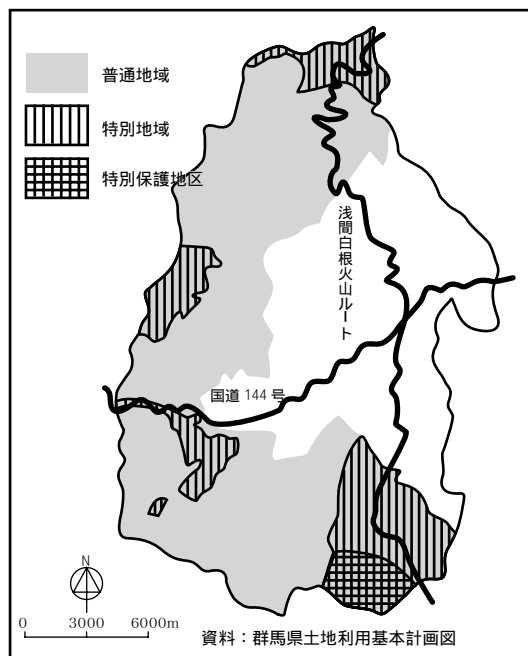 普通地域
特別地域
特別保護地区
浅間白根火山ルート
国道 144 号
N
0 3000 6000m
資料：群馬県土地利用基本計画図